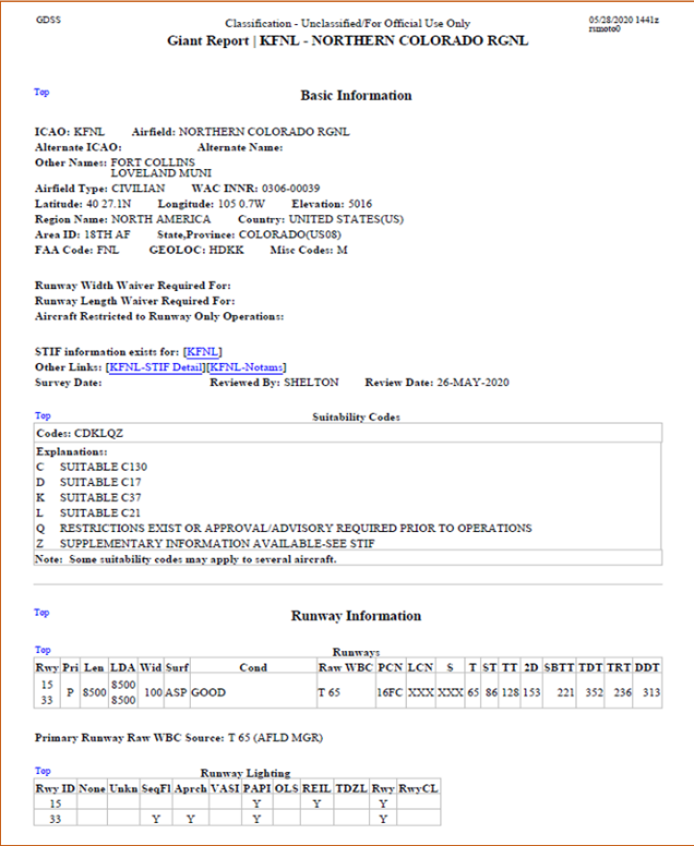 GDSS
Classification - Unclassified/For Official Use Only
05/28/2020 1441z
rsmoto0
Giant Report | KFNL - NORTHERN COLORADO RGNL
Top
Basic Information
ICAO: KFNL Airfield: NORTHERN COLORADO RGNL
Alternate ICAO: Alternate Name:
Other Names: FORT COLLINS
LOVELAND MUNI
Airfield Type: CIVILIAN WAC INNR: 0306-00039
Latitude: 40 27.1N Longitude: 105 0.7W Elevation: 5016
Region Name: NORTH AMERICA Country: UNITED STATES(US)
Area ID: 18TH AF State,Province: COLORADO(US08)
FAA Code: FNL GEOLOC: HDKK Misc Codes: M
Runway Width Waiver Required For:
Runway Length Waiver Required For:
Aircraft Restricted to Runway Only Operations:
STIF information exists for: [KFNL]
Other Links: [KFNL-STIF Detail][KFNL-Notams]
Survey Date: Reviewed By: SHELTON Review Date: 26-MAY-2020
Top Suitability Codes
Codes: CDKLQZ
Explanations:
C SUITABLE C130
D SUITABLE C17
K SUITABLE C37
L SUITABLE C21
Q RESTRICTIONS EXIST OR APPROVAL/ADVISORY REQUIRED PRIOR TO OPERATIONS
Z SUPPLEMENTARY INFORMATION AVAILABLE-SEE STIF
Note: Some suitability codes may apply to several aircraft.
Top
Runway Information
Top Runways
Rwy Pri Len LDA Wid Surf Cond Raw WBC PCN LCN S T ST TT 2D SBTT TDT TRT DDT
15 8500
P 8500 100 ASP GOOD T 65 16FC XXX XXX 65 86 128 153 221 352 236 313
33 8500
Primary Runway Raw WBC Source: T 65 (AFLD MGR)
Top Runway Lighting
Rwy ID None Unkn SeqFl Aprch VASI PAPI OLS REIL TDZL Rwy RwyCL
15 Y Y Y
33 Y Y Y Y